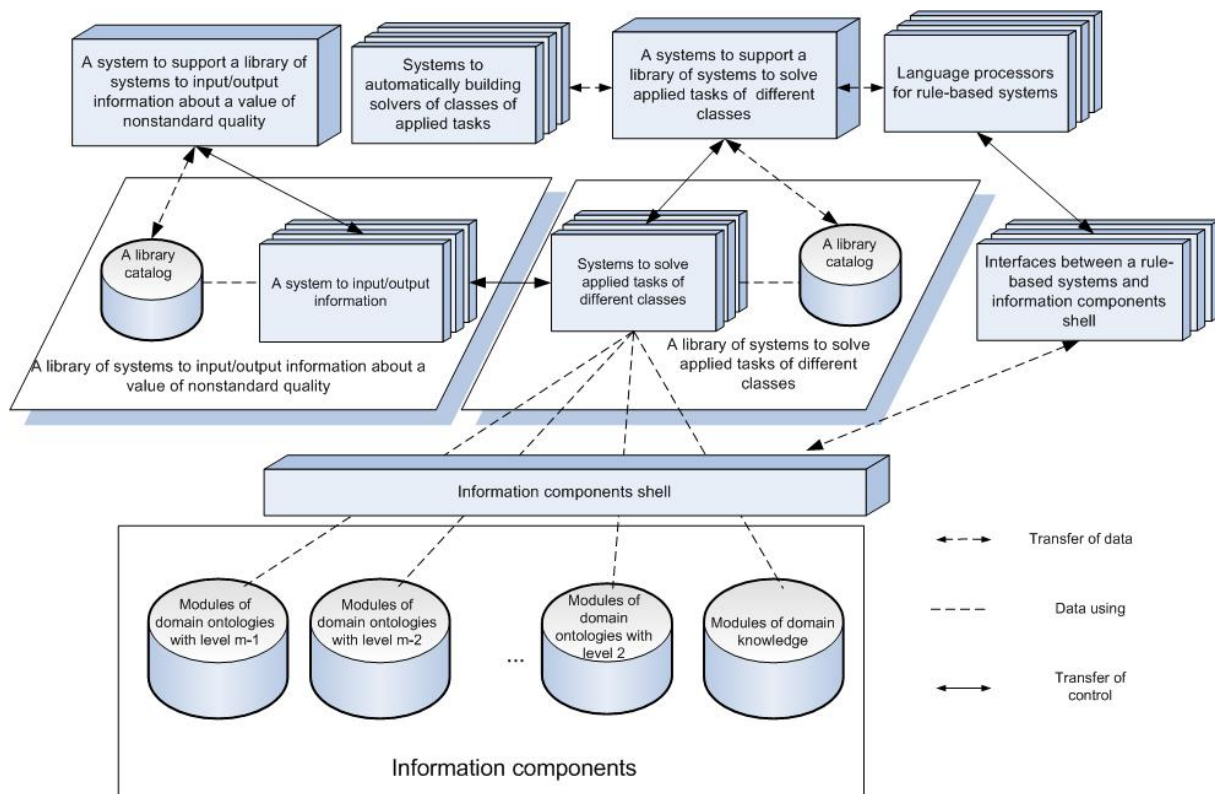 A system to support a library of
systems to input/output
information about a value of
nonstandard quality
Systems to
automatically building
solvers of classes of
applied tasks
A systems to support a
library of systems to solve
applied tasks of different
classes
Language processors
for rule-based systems
A library
catalog
A system to input/output
information
A library of systems to input/output information about a
value of nonstandard quality
Systems to solve
applied tasks of
different classes
A library
catalog
A library of systems to solve
applied tasks of different
classes
Interfaces between a rule-
based systems and
information components
shell
Information components shell
Modules of
domain ontologies
with level m-1
Modules of
domain ontologies
with level m-2
...
Modules of
domain
ontologies with
level 2
Modules of domain
knowledge
Information components
Transfer of data
Data using
Transfer of
control